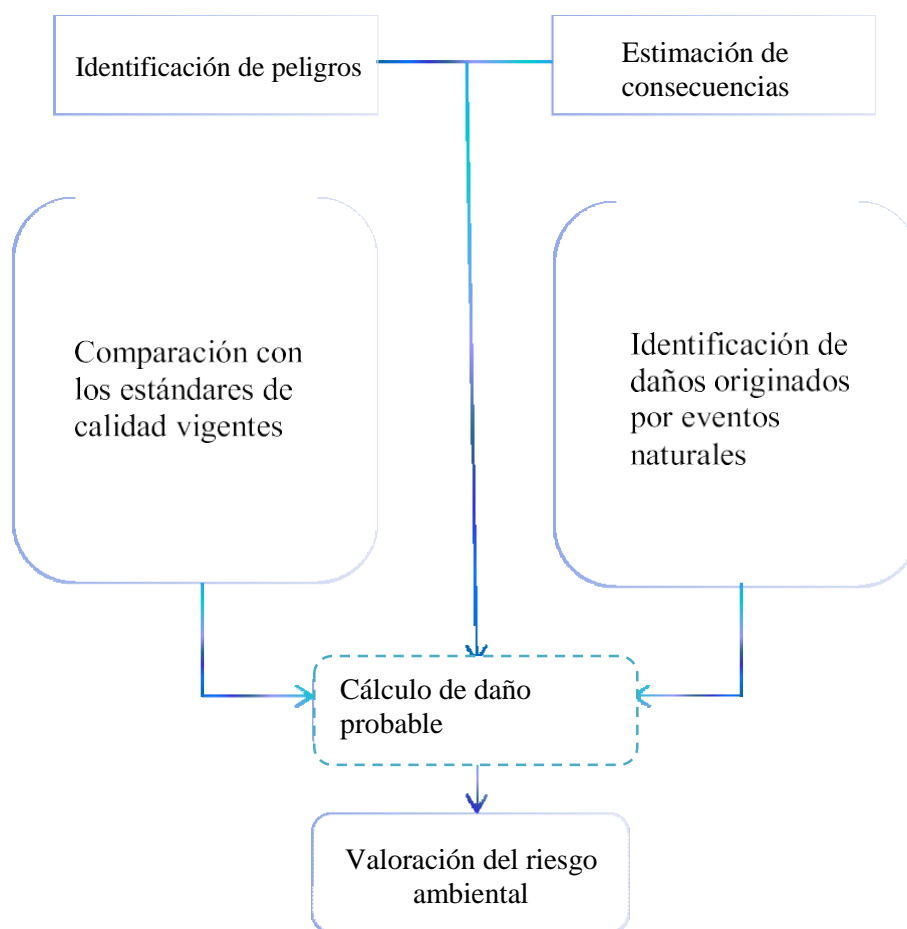 Identificación de peligros
Estimación de
consecuencias
Comparación con
los estándares de
calidad vigentes
Identificación de
daños originados
por eventos
naturales
Cálculo de daño
probable
Valoración del riesgo
ambiental